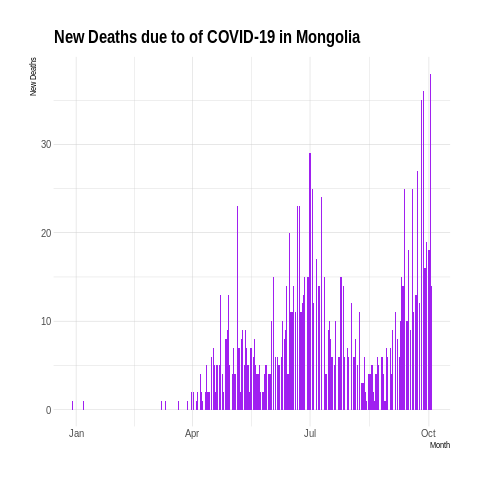 New Deaths due to of COVID-19 in Mongolia
New Deaths
30
20
10
0
Jan Apr Jul Oct
Month